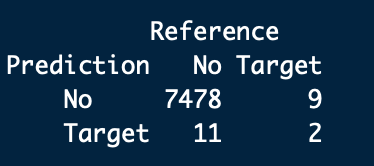 Reference
Prediction No Target
No 7478 9
Target 11 2